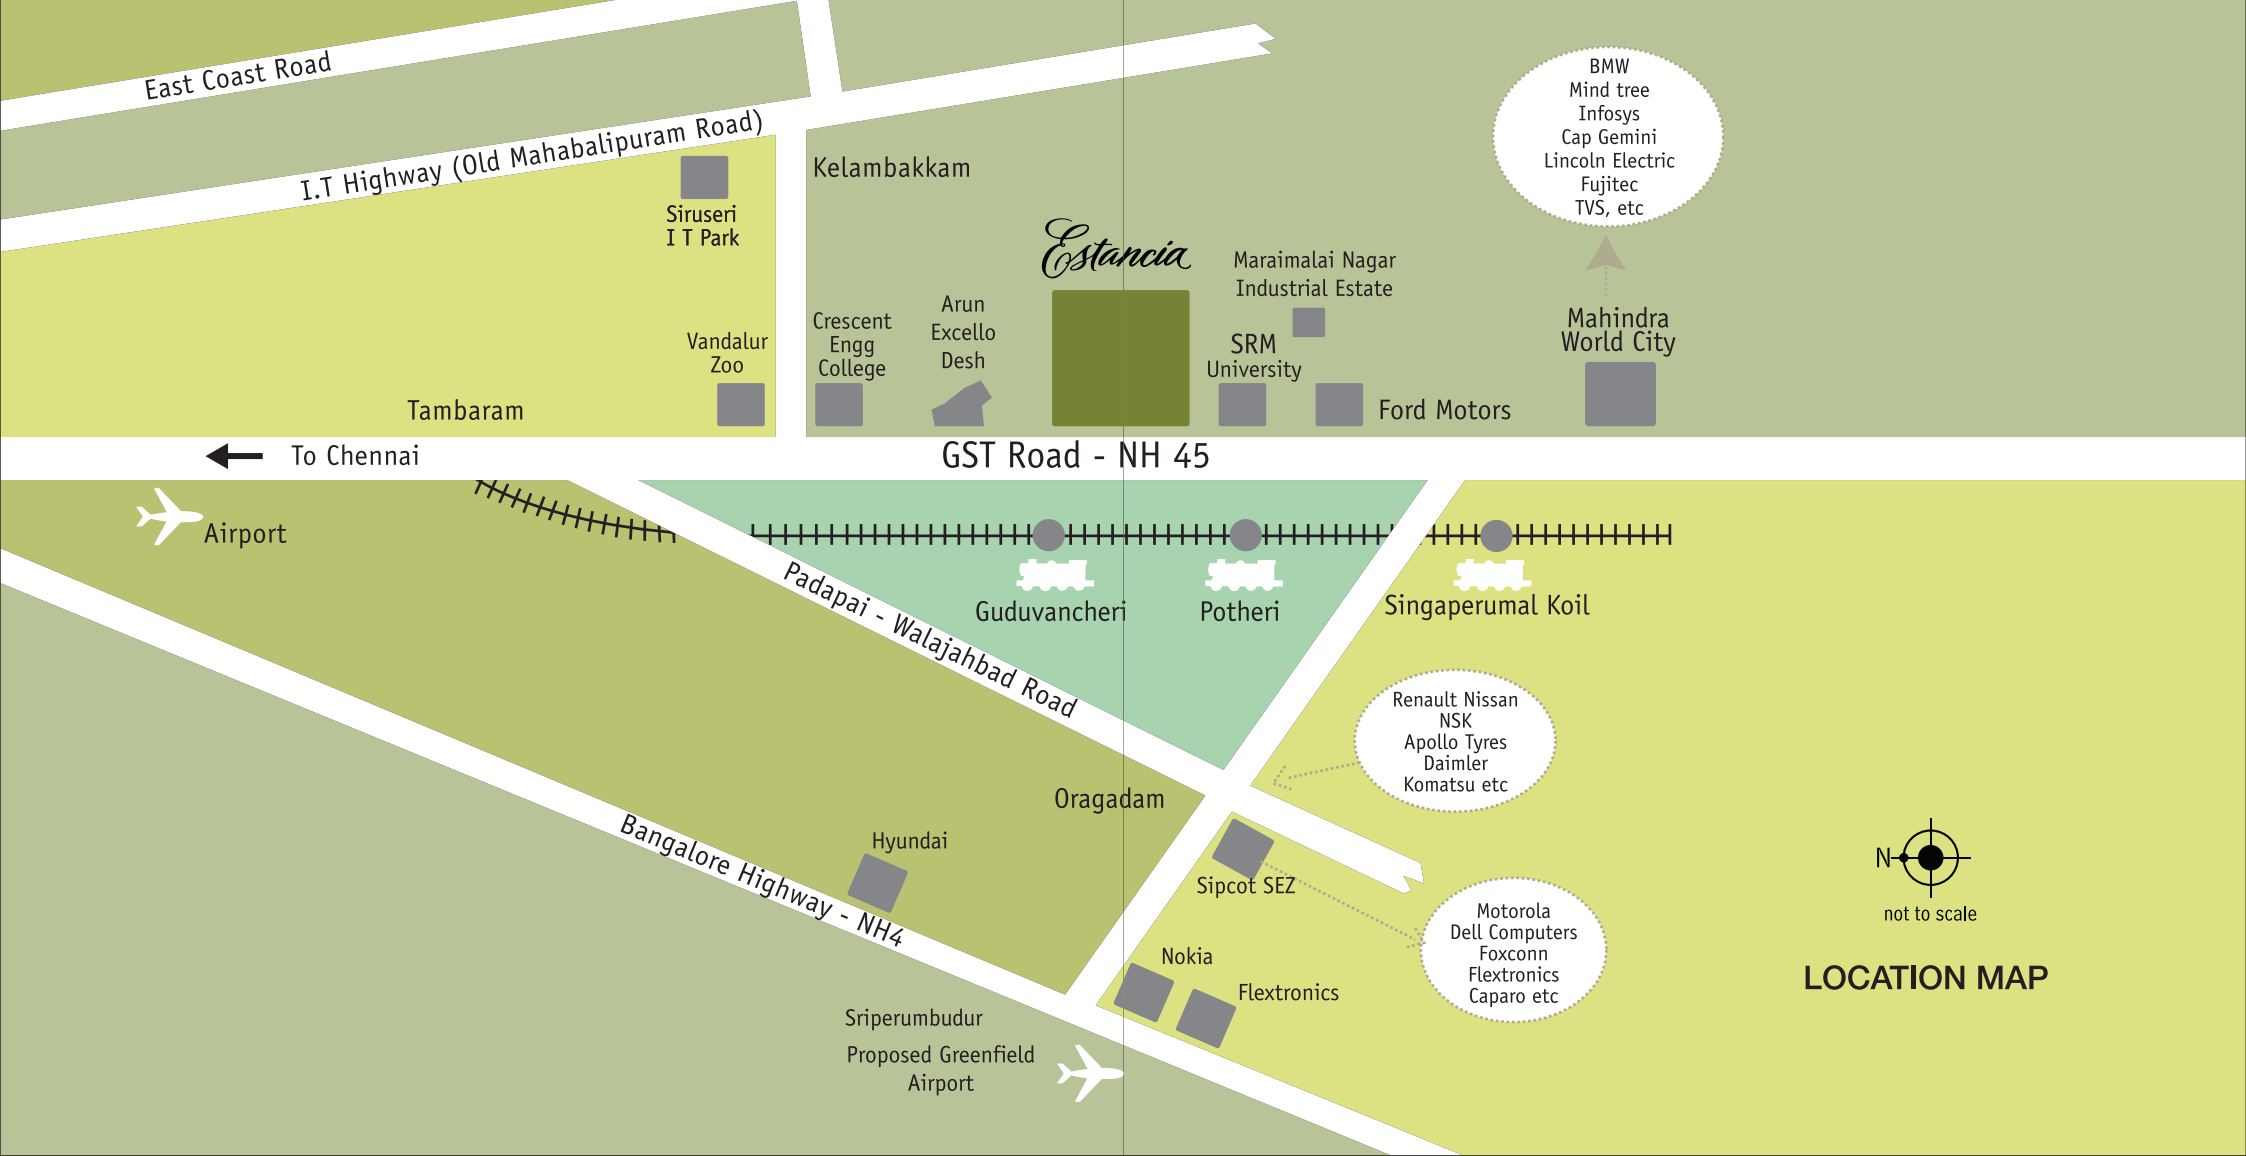 East Coast Road
I.T Highway (Old Mahabalipuram Road)
BMW
Mind tree
Infosys
Cap Gemini
Lincoln Electric
Fujitec
TVS, etc
Kelambakkam
Siruseri
I T Park
Estancia
Maraimalai Nagar
Industrial Estate
Mahindra
World City
Arun
Excello
Desh
Crescent
Engg
College
Vandalur
Zoo
SRM
University
Tambaram
Ford Motors
To Chennai
GST Road - NH 45
Airport
Guduvancheri
Potheri
Singaperumal Koil
Padapai - Walajahbad Road
Renault Nissan
NSK
Apollo Tyres
Daimler
Komatsu etc
Oragadam
Hyundai
Bangalore Highway - NH4
Sipcot SEZ
N
not to scale
Motorola
Dell Computers
Foxconn
Flextronics
Caparo etc
LOCATION MAP
Nokia
Flextronics
Sriperumbudur
Proposed Greenfield
Airport